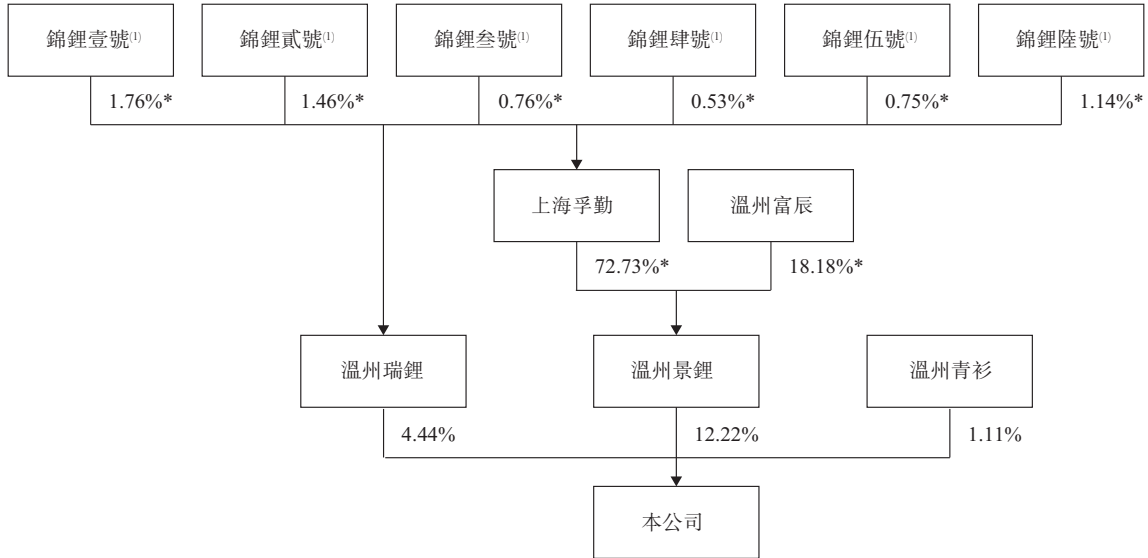 錦鋰壹號(1) 錦鋰貳號(1) 錦鋰叁號(1) 錦鋰肆號(1) 錦鋰伍號(1) 錦鋰陸號(1)
1.76%* 1.46%* 0.76%* 0.53%* 0.75%* 1.14%*
上海孚勤 溫州富辰
72.73%* 18.18%*
溫州瑞鋰 溫州景鋰 溫州青衫
4.44% 12.22% 1.11%
本公司